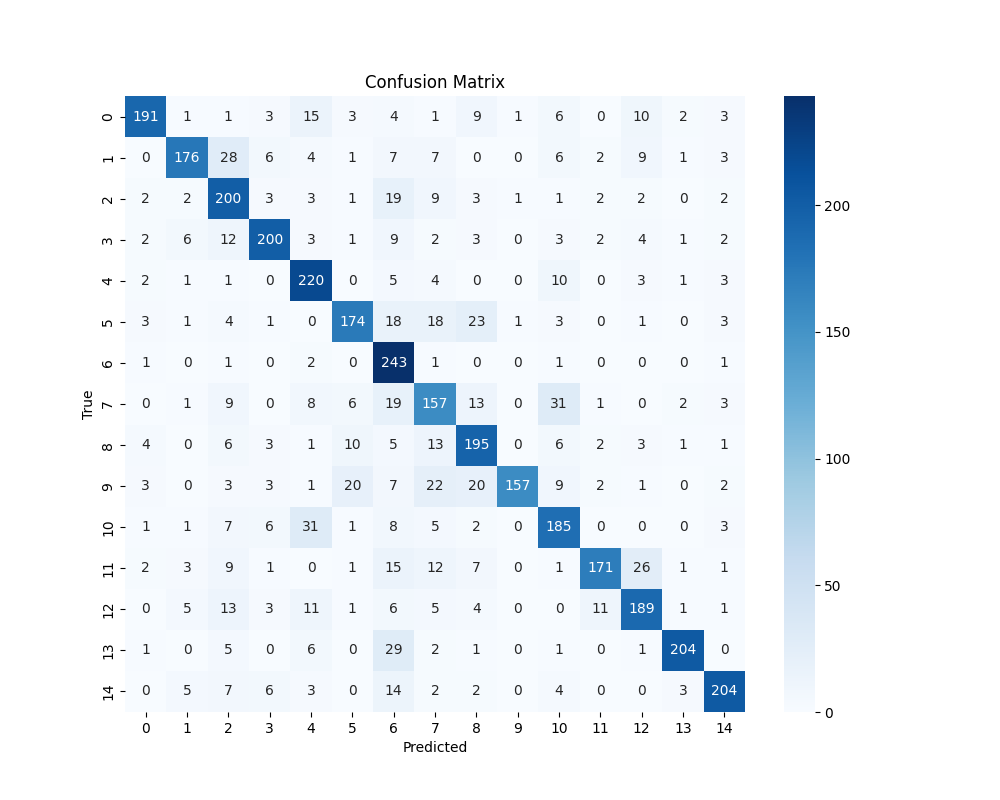 Confusion Matrix
0 191 1 1 3 15 3 4 1 9 1 6 0 10 2 3
1 0 176 28 6 4 1 7 7 0 0 6 2 9 1 3
2 2 2 200 3 3 1 19 9 3 1 1 2 2 0 2
3 2 6 12 200 3 1 9 2 3 0 3 2 4 1 2
4 2 1 1 0 220 0 5 4 0 0 10 0 3 1 3
5 3 1 4 1 0 174 18 18 23 1 3 0 1 0 3
6 1 0 1 0 2 0 243 1 0 0 1 0 0 0 1
7 0 1 9 0 8 6 19 157 13 0 31 1 0 2 3
8 4 0 6 3 1 10 5 13 195 0 6 2 3 1 1
9 3 0 3 3 1 20 7 22 20 157 9 2 1 0 2
10 1 1 7 6 31 1 8 5 2 0 185 0 0 0 3
11 2 3 9 1 0 1 15 12 7 0 1 171 26 1 1
12 0 5 13 3 11 1 6 5 4 0 0 11 189 1 1
13 1 0 5 0 6 0 29 2 1 0 1 0 1 204 0
14 0 5 7 6 3 0 14 2 2 0 4 0 0 3 204
0 1 2 3 4 5 6 7 8 9 10 11 12 13 14
Predicted
True
200
150
100
50
0